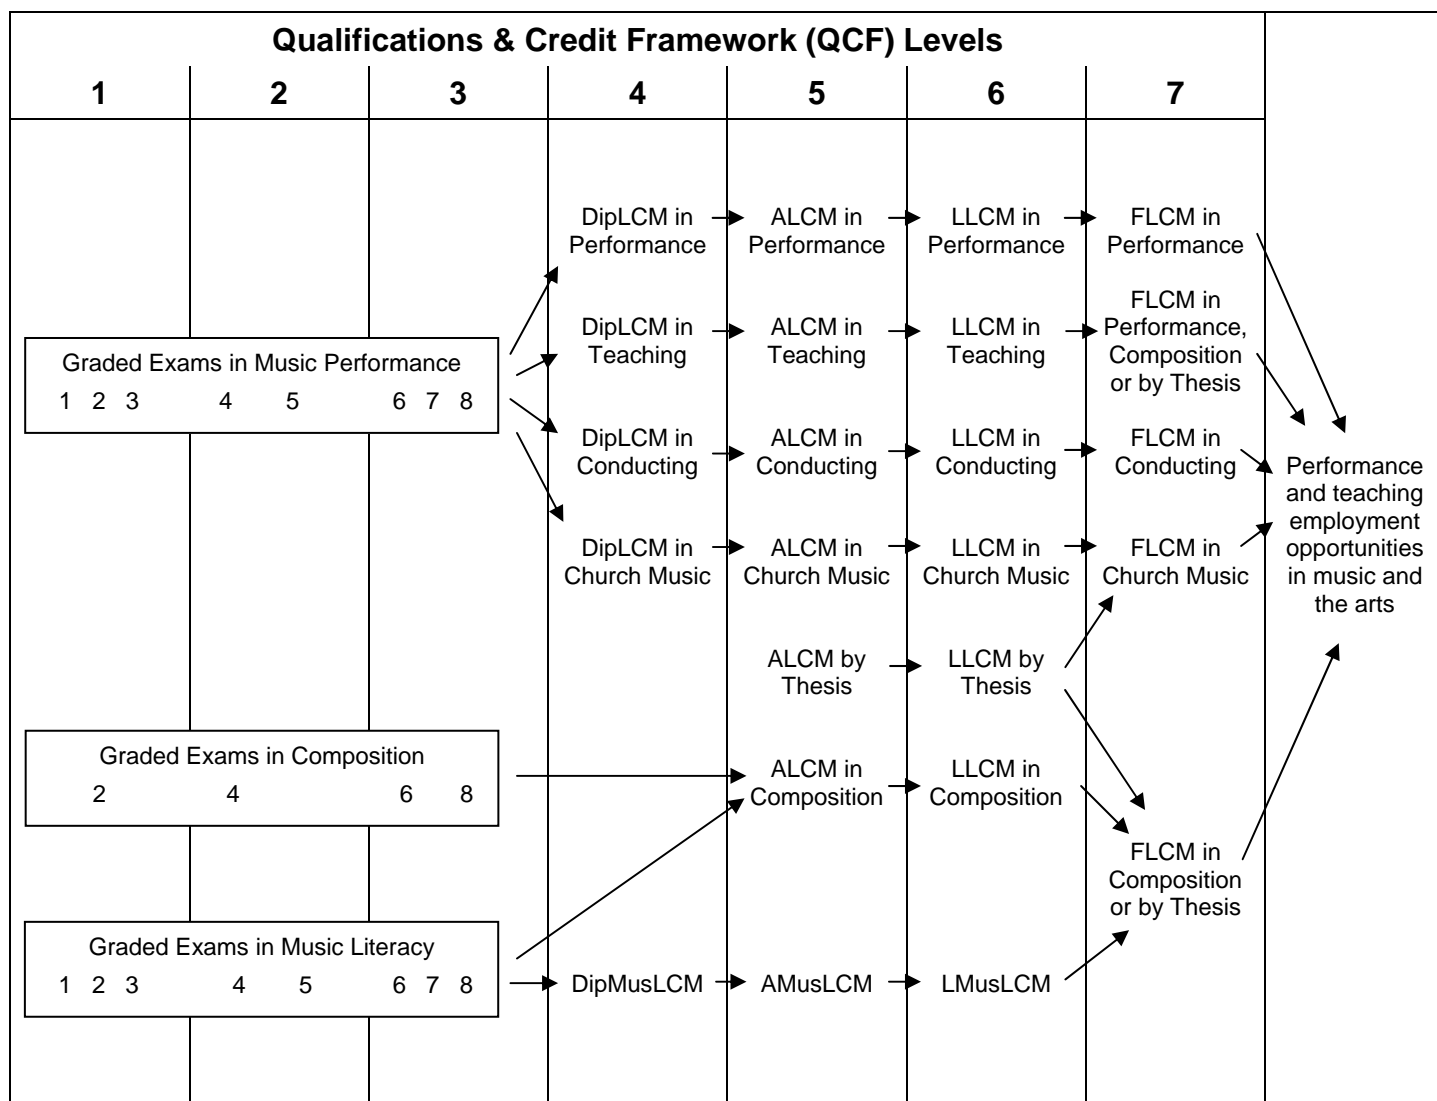 Qualifications & Credit Framework (QCF) Levels
1 2 3 4 5 6 7
DipLCM in
Performance
ALCM in
Performance
LLCM in
Performance
FLCM in
Performance
Graded Exams in Music Performance
1 2 3 4 5 6 7 8
DipLCM in
Teaching
ALCM in
Teaching
LLCM in
Teaching
FLCM in
Performance,
Composition
or by Thesis
DipLCM in
Conducting
ALCM in
Conducting
LLCM in
Conducting
FLCM in
Conducting
DipLCM in
Church Music
ALCM in
Church Music
LLCM in
Church Music
FLCM in
Church Music
Performance
and teaching
employment
opportunities
in music and
the arts
ALCM by
Thesis
LLCM by
Thesis
Graded Exams in Composition
2 4 6 8
ALCM in
Composition
LLCM in
Composition
FLCM in
Composition
or by Thesis
Graded Exams in Music Literacy
1 2 3 4 5 6 7 8
DipMusLCM
AMusLCM
LMusLCM